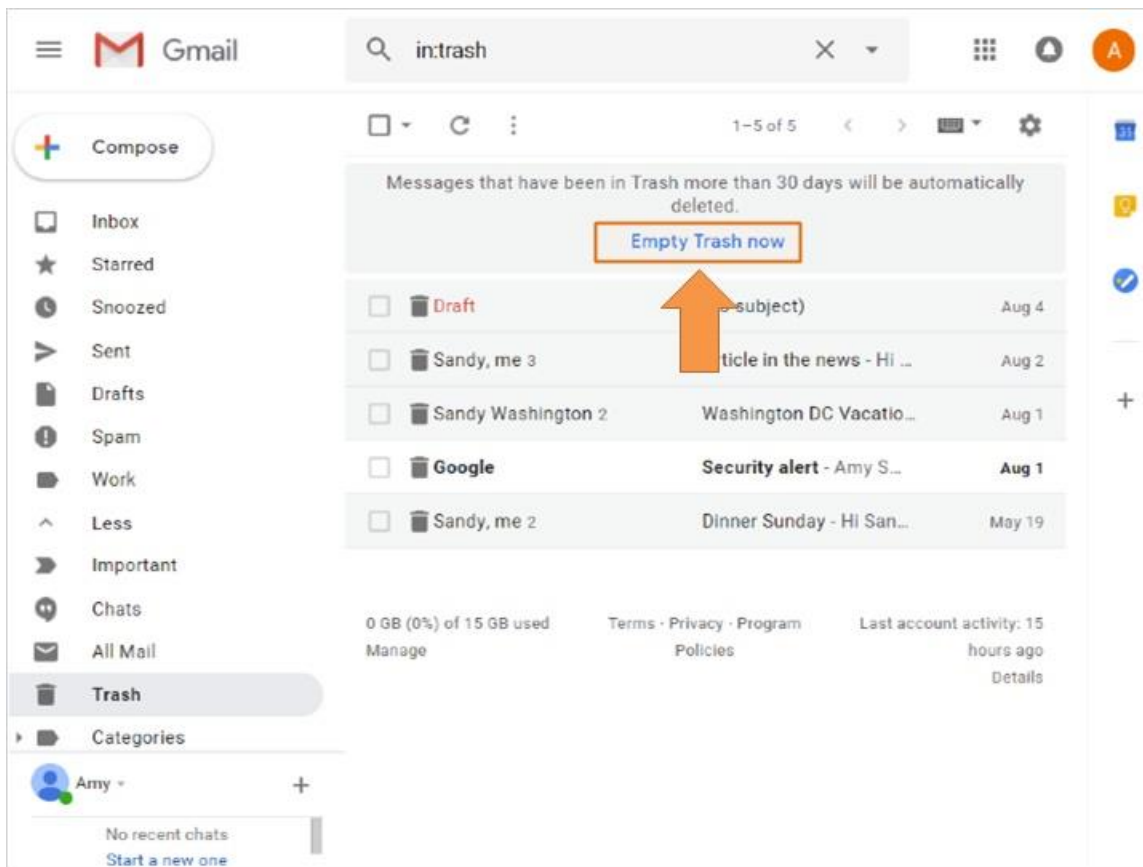 Gmail
in:trash
A
Compose
1–5 of 5
31
Messages that have been in Trash more than 30 days will be automatically
deleted.
Empty Trash now
Inbox
Starred
Snoozed
Sent
Drafts
Spam
Work
Less
Important
Chats
All Mail
Trash
Categories
Draft subject) Aug 4
Sandy, me 3 rticle in the news - Hi ... Aug 2
Sandy Washington 2 Washington DC Vacatio... Aug 1
Google Security alert - Amy S... Aug 1
Sandy, me 2 Dinner Sunday - Hi San... May 19
0 GB (0%) of 15 GB used
Manage
Terms · Privacy · Program
Policies
Last account activity: 15
hours ago
Details
Amy
No recent chats
Start a new one